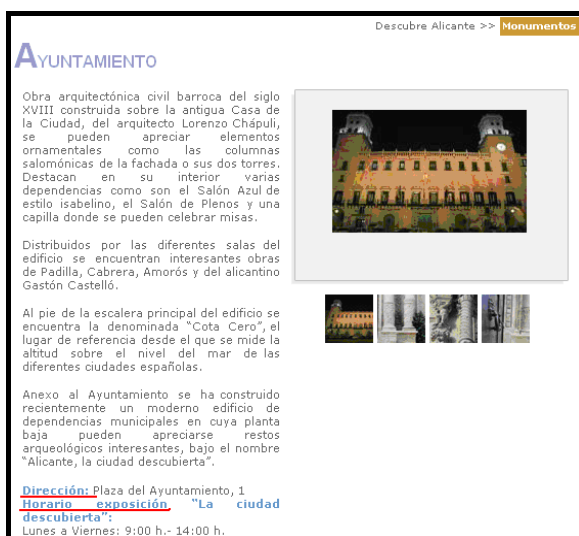 Descubre Alicante >> Monumentos
AYUNTAMIENTO
Obra arquitectónica civil barroca del siglo
XVIII construida sobre la antigua Casa de
la Ciudad, del arquitecto Lorenzo Chápuli,
se pueden apreciar elementos
ornamentales como las columnas
salomónicas de la fachada o sus dos torres.
Destacan en su interior varias
dependencias como son el Salón Azul de
estilo isabelino, el Salón de Plenos y una
capilla donde se pueden celebrar misas.
Distribuidos por las diferentes salas del
edificio se encuentran interesantes obras
de Padilla, Cabrera, Amorós y del alicantino
Gastón Castelló.
Al pie de la escalera principal del edificio se
encuentra la denominada "Cota Cero", el
lugar de referencia desde el que se mide la
altitud sobre el nivel del mar de las
diferentes ciudades españolas.
Anexo al Ayuntamiento se ha construido
recientemente un moderno edificio de
dependencias municipales en cuya planta
baja pueden apreciarse restos
arqueológicos interesantes, bajo el nombre
"Alicante, la ciudad descubierta".
Dirección: Plaza del Ayuntamiento, 1
Horario exposición "La ciudad
descubierta":
Lunes a Viernes: 9:00 h.- 14:00 h.